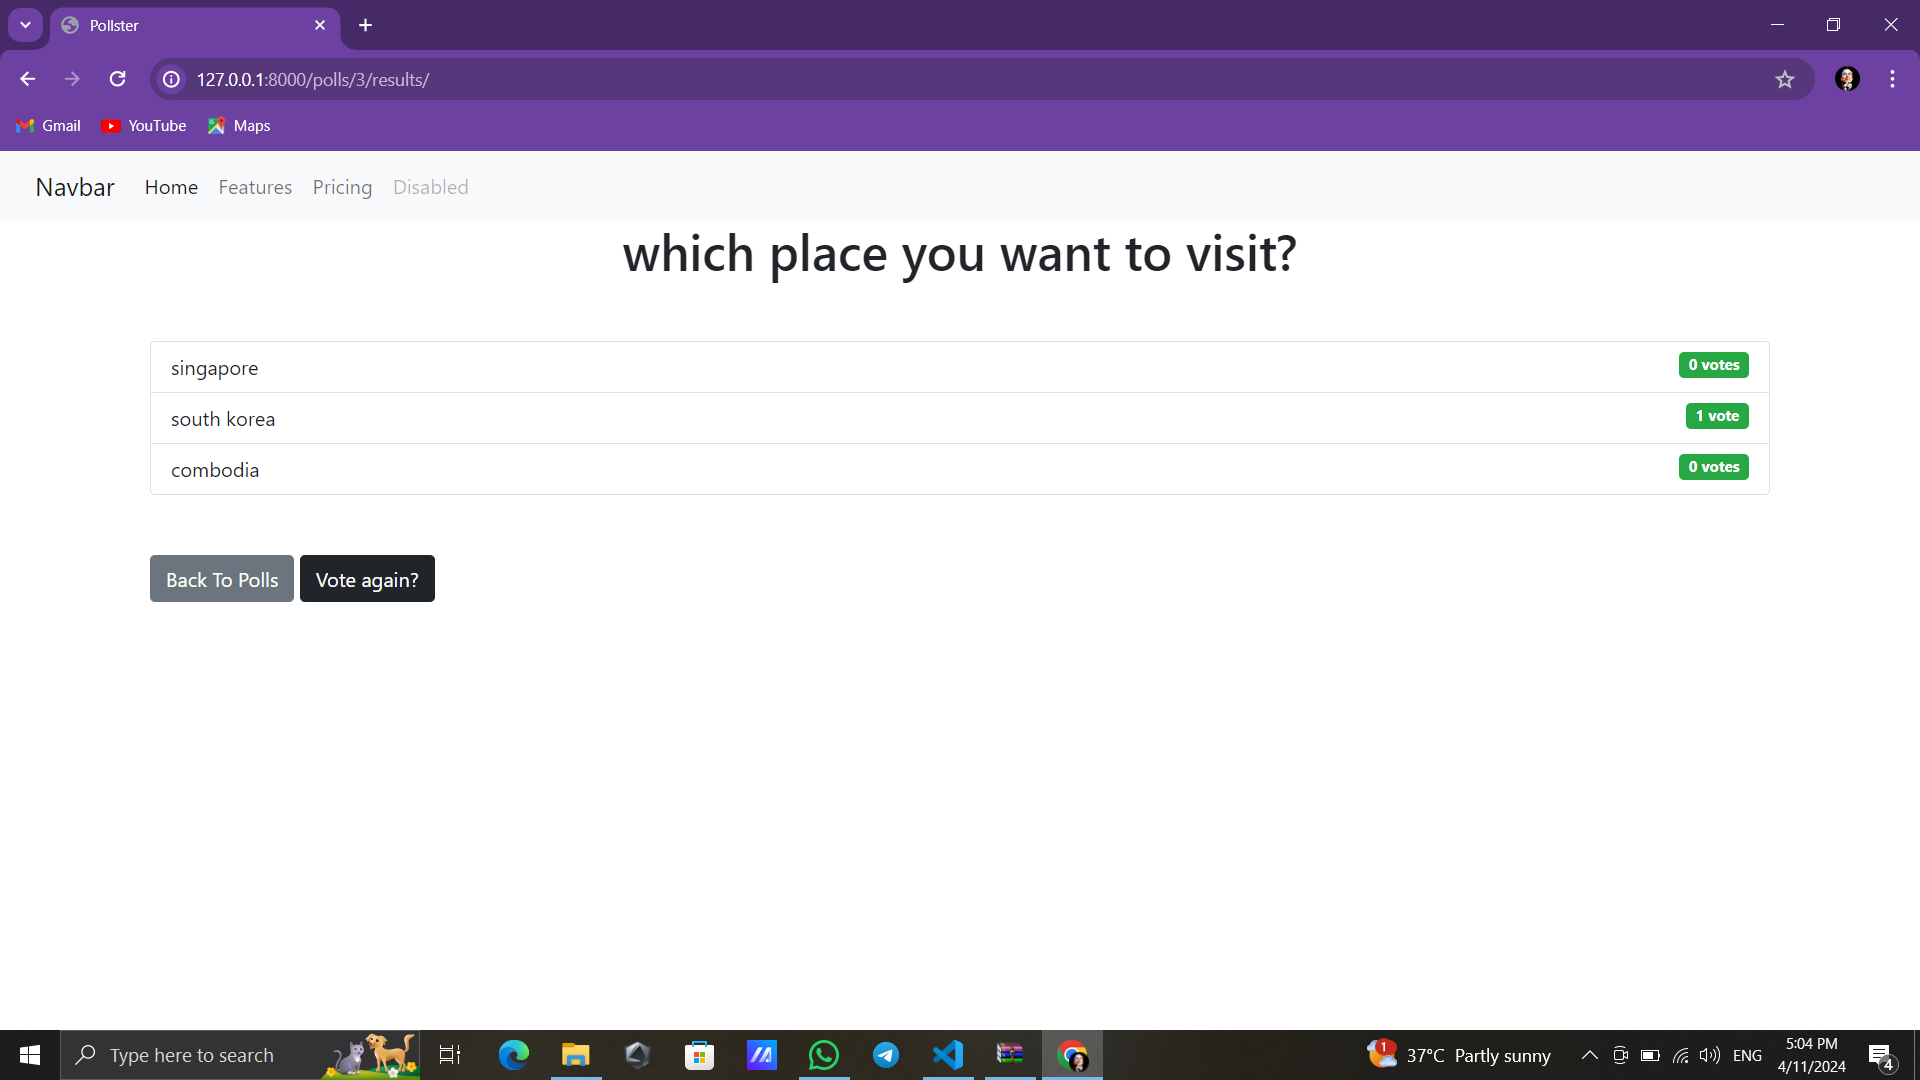 Pollster
127.0.0.1:8000/polls/3/results/
Gmail YouTube Maps
Navbar Home Features Pricing Disabled
which place you want to visit?
singapore 0 votes
south korea 1 vote
combodia 0 votes
Back To Polls Vote again?
Type here to search
1 37°C Partly sunny ENG 5:04 PM
4/11/2024 4